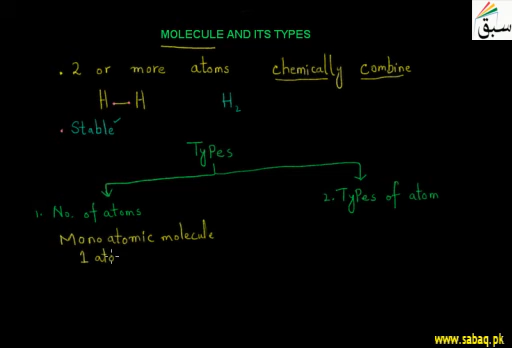 سبق
MOLECULE AND ITS TYPES
. 2 or more atoms chemically combine
H—H H₂
. Stable ✓
Types
1. No. of atoms
2. Types of atom
Mono atomic molecule
1 ato
www.sabaq.pk